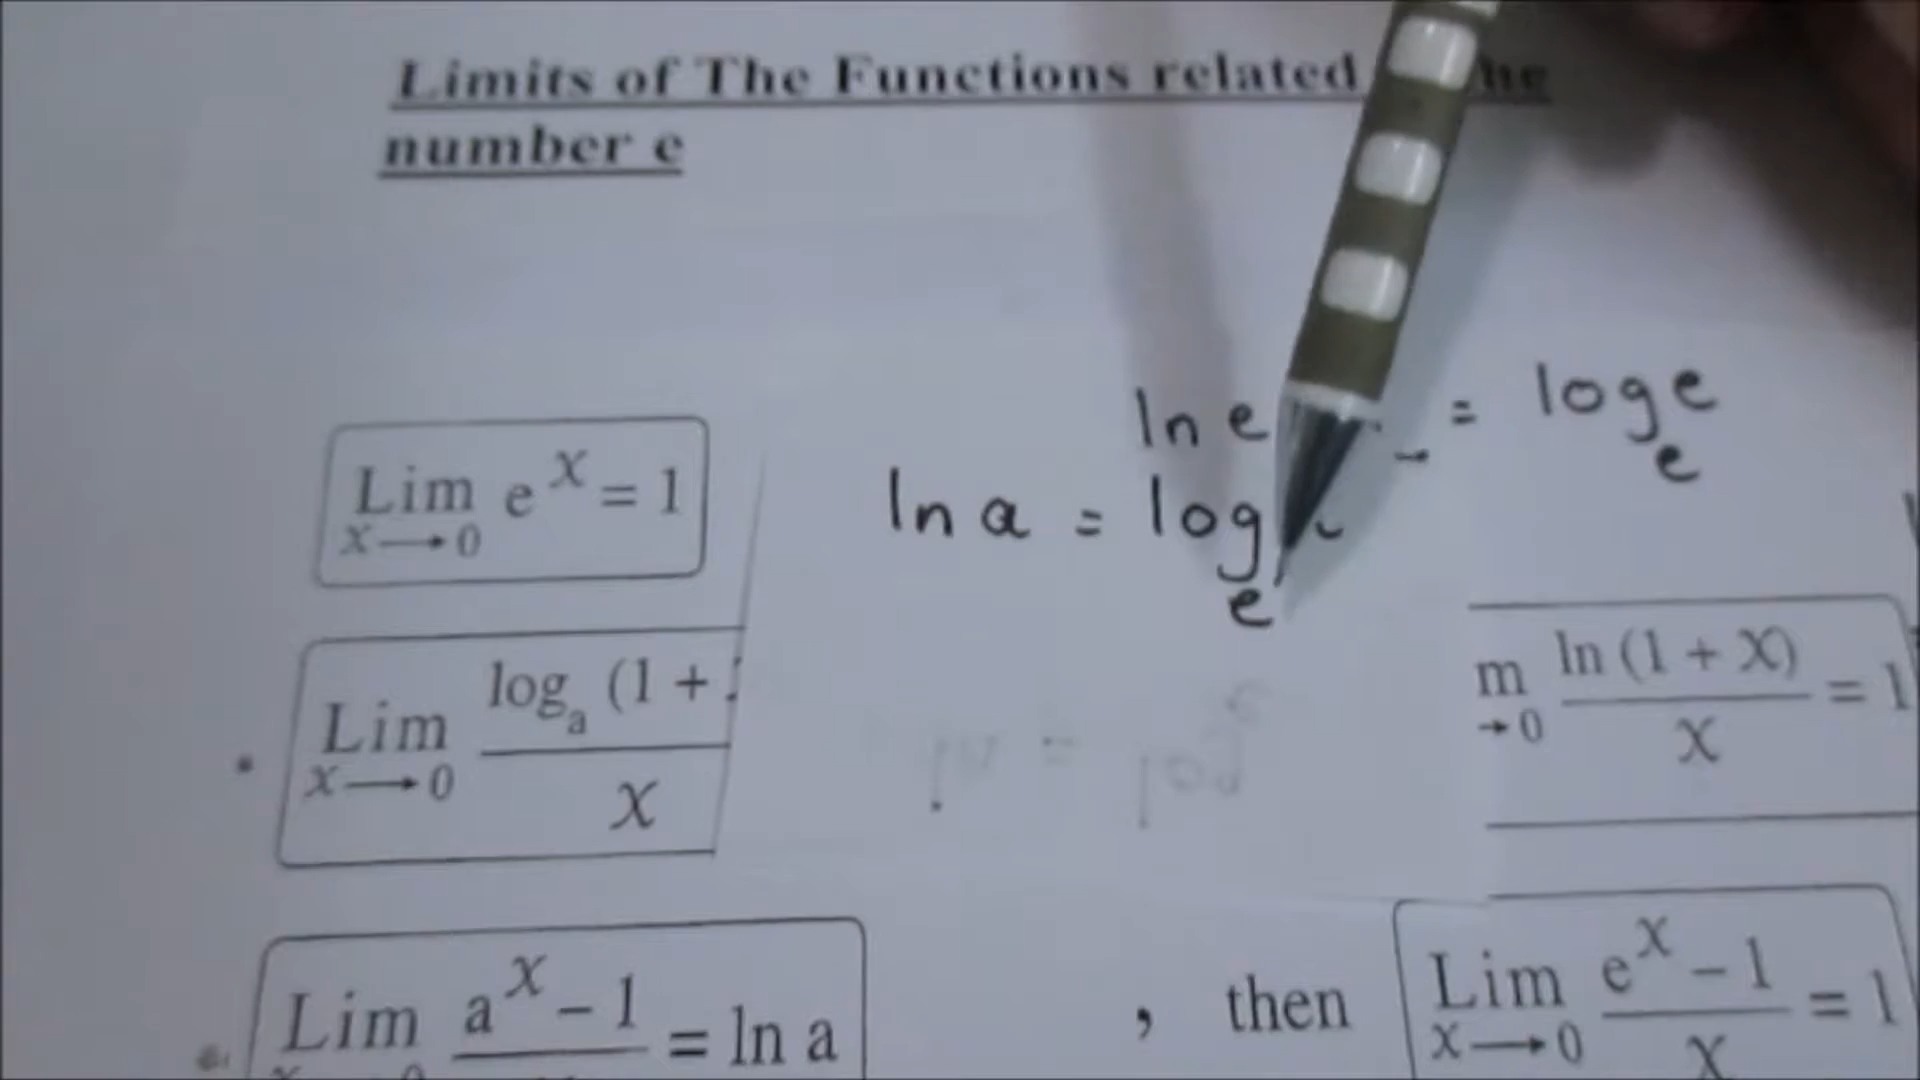 Limits of The Functions related he
number e
ln e = log e
e
ln a = log
e
Lim e^x = 1
x → 0
Lim log_a (1 +
x → 0 x
m ln (1 + x) = 1
→ 0 x
Lim a^x − 1 = ln a
, then
Lim e^x − 1 = 1
x → 0 x